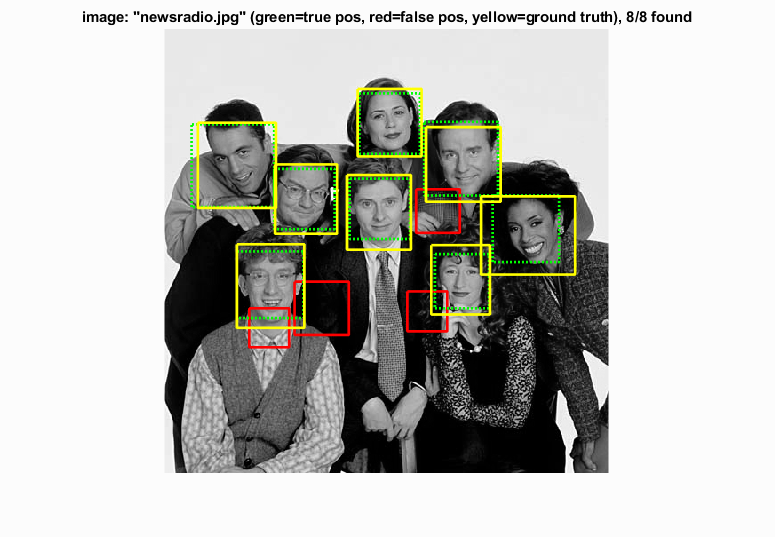 image: "newsradio.jpg" (green=true pos, red=false pos, yellow=ground truth), 8/8 found